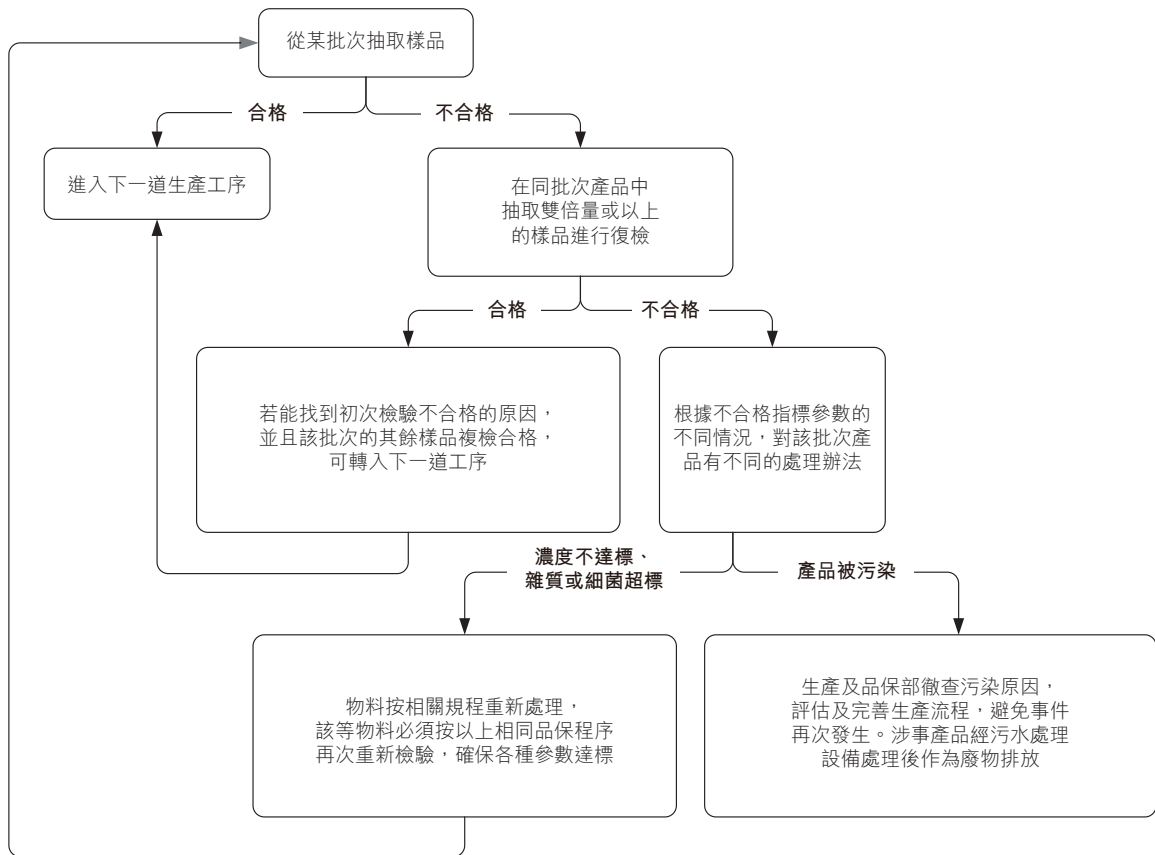 從某批次抽取樣品
合格
不合格
進入下一道生產工序
在同批次產品中
抽取雙倍量或以上
的樣品進行復檢
合格
不合格
若能找到初次檢驗不合格的原因，
並且該批次的其餘樣品複檢合格，
可轉入下一道工序
根據不合格指標參數的
不同情況，對該批次產
品有不同的處理辦法
濃度不達標、
雜質或細菌超標
產品被污染
物料按相關規程重新處理，
該等物料必須按以上相同品保程序
再次重新檢驗，確保各種參數達標
生產及品保部徹查污染原因，
評估及完善生產流程，避免事件
再次發生。涉事產品經污水處理
設備處理後作為廢物排放